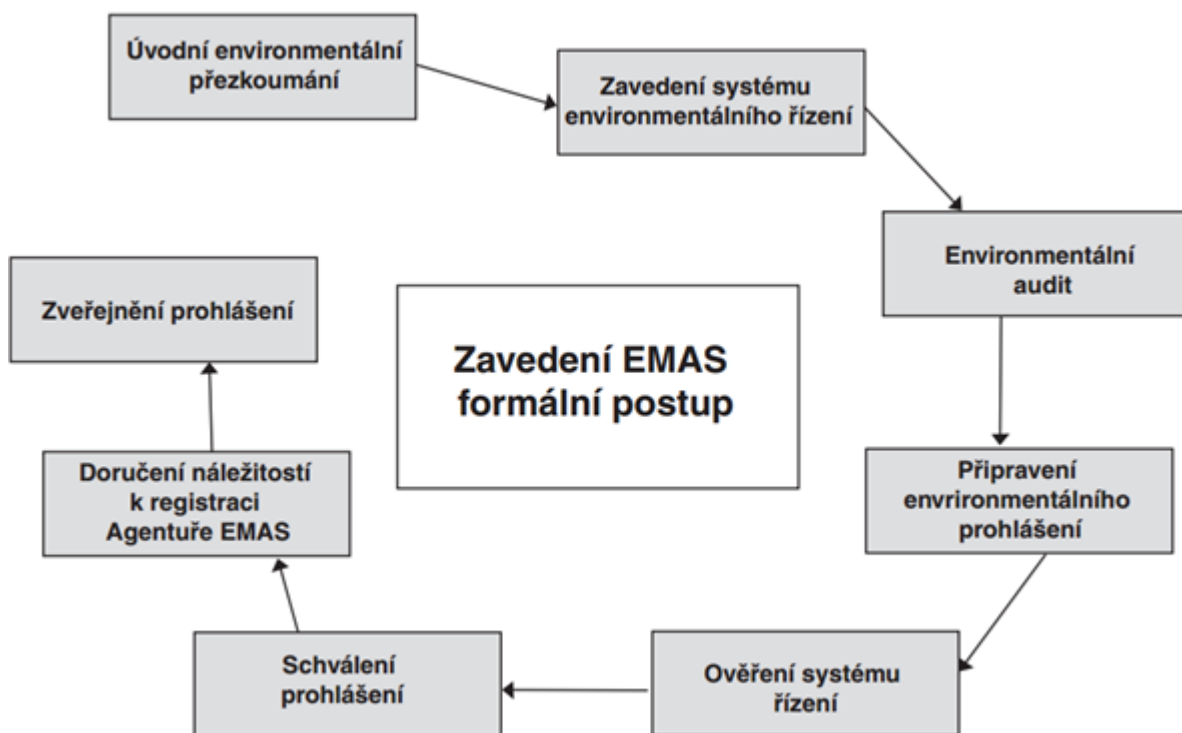 Úvodní environmentální
přezkoumání
Zavedení systému
environmentálního řízení
Environmentální
audit
Připravení
envrironmentálního
prohlášení
Ověření systému
řízení
Schválení
prohlášení
Doručení náležitostí
k registraci
Agentuře EMAS
Zveřejnění prohlášení
Zavedení EMAS
formální postup